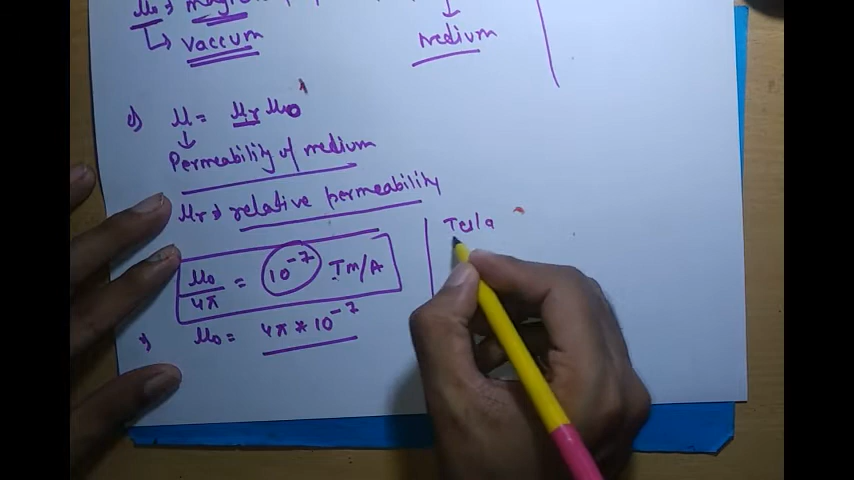 μ₀ →
↳ vaccum
medium
μ = μr μ₀
Permeability of medium
μr → relative permeability
μ₀/4π = 10⁻⁷ Tm/A
Tesla
μ₀ = 4π * 10⁻⁷